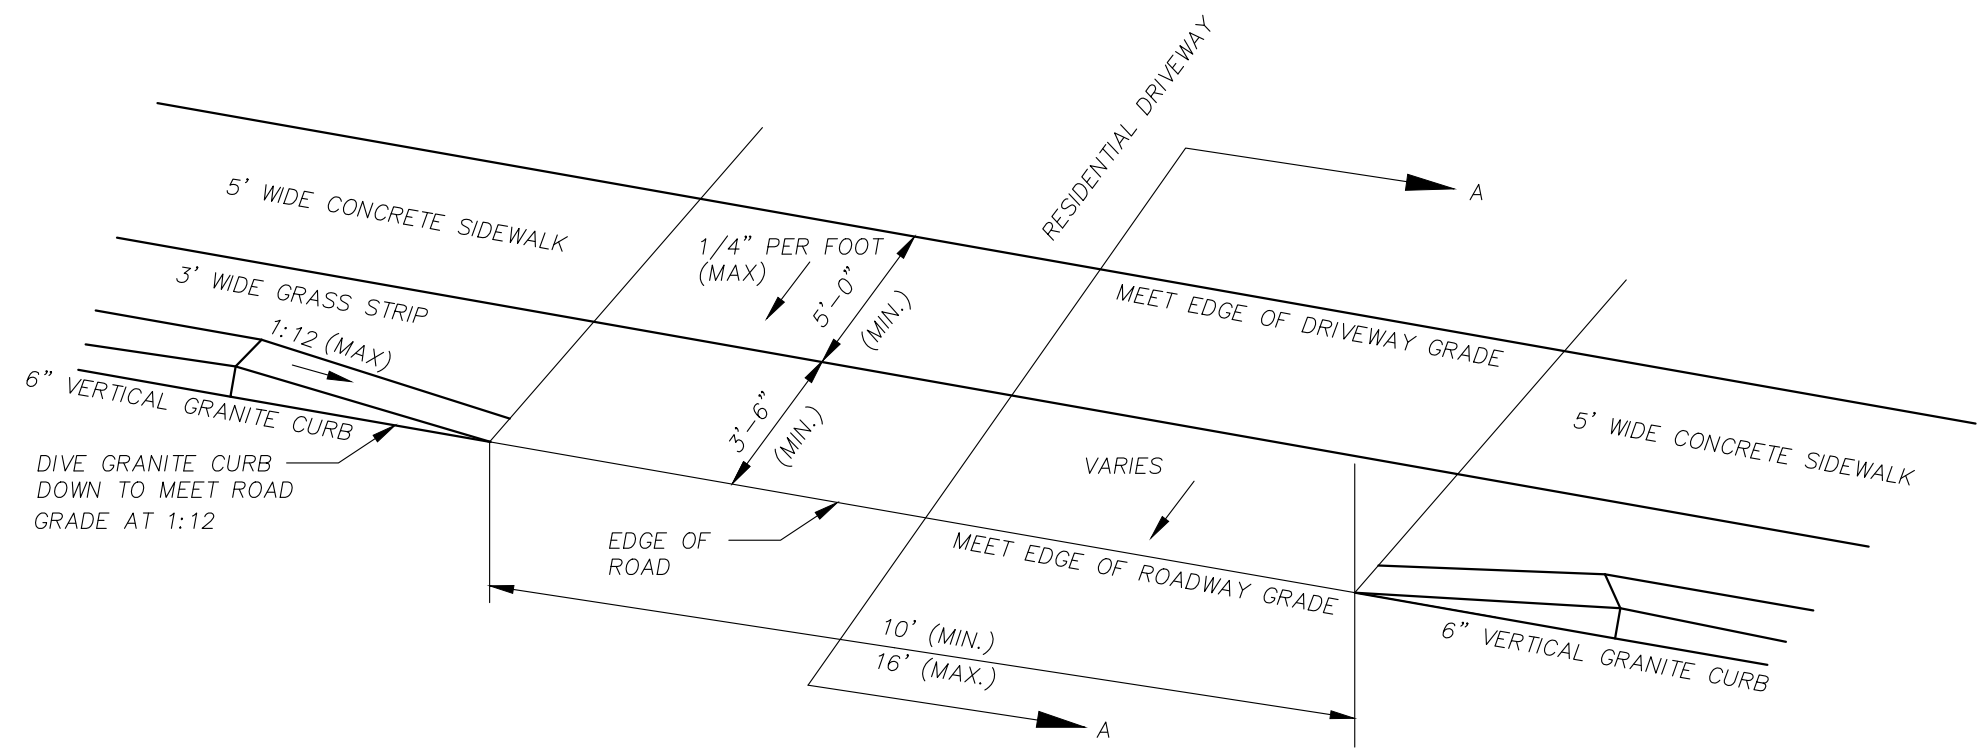 RESIDENTIAL DRIVEWAY
A
5' WIDE CONCRETE SIDEWALK
1/4" PER FOOT
(MAX)
5'-0"
(MIN.)
MEET EDGE OF DRIVEWAY GRADE
3' WIDE GRASS STRIP
1:12 (MAX)
6" VERTICAL GRANITE CURB
3'-6"
(MIN.)
5' WIDE CONCRETE SIDEWALK
DIVE GRANITE CURB
DOWN TO MEET ROAD
GRADE AT 1:12
VARIES
EDGE OF
ROAD
MEET EDGE OF ROADWAY GRADE
10' (MIN.)
16' (MAX.)
6" VERTICAL GRANITE CURB
A